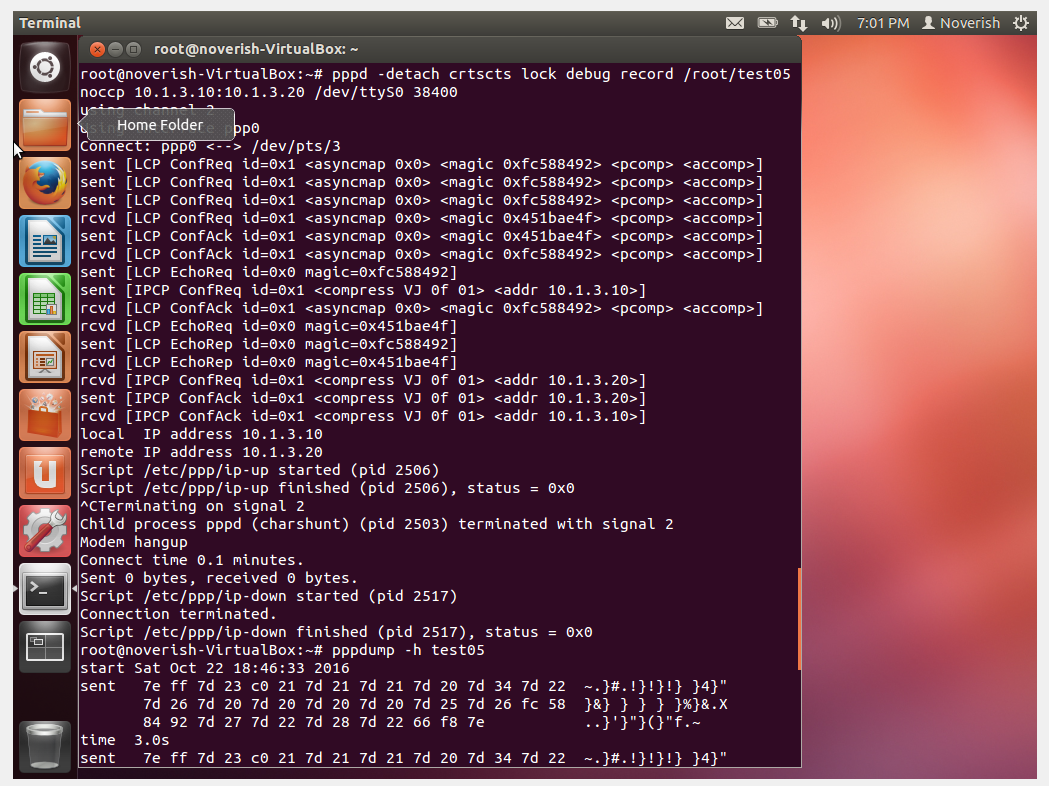 Terminal
7:01 PM Noverish
root@noverish-VirtualBox: ~
root@noverish-VirtualBox:~# pppd -detach crtscts lock debug record /root/test05
noccp 10.1.3.10:10.1.3.20 /dev/ttyS0 38400
using channel 2
Home Folder
ppp0
Connect: ppp0 <--> /dev/pts/3
sent [LCP ConfReq id=0x1 <asyncmap 0x0> <magic 0xfc588492> <pcomp> <accomp>]
sent [LCP ConfReq id=0x1 <asyncmap 0x0> <magic 0xfc588492> <pcomp> <accomp>]
sent [LCP ConfReq id=0x1 <asyncmap 0x0> <magic 0xfc588492> <pcomp> <accomp>]
rcvd [LCP ConfReq id=0x1 <asyncmap 0x0> <magic 0x451bae4f> <pcomp> <accomp>]
sent [LCP ConfAck id=0x1 <asyncmap 0x0> <magic 0x451bae4f> <pcomp> <accomp>]
rcvd [LCP ConfAck id=0x1 <asyncmap 0x0> <magic 0xfc588492> <pcomp> <accomp>]
sent [LCP EchoReq id=0x0 magic=0xfc588492]
sent [IPCP ConfReq id=0x1 <compress VJ 0f 01> <addr 10.1.3.10>]
rcvd [LCP ConfAck id=0x1 <asyncmap 0x0> <magic 0xfc588492> <pcomp> <accomp>]
rcvd [LCP EchoReq id=0x0 magic=0x451bae4f]
sent [LCP EchoRep id=0x0 magic=0xfc588492]
rcvd [LCP EchoRep id=0x0 magic=0x451bae4f]
rcvd [IPCP ConfReq id=0x1 <compress VJ 0f 01> <addr 10.1.3.20>]
sent [IPCP ConfAck id=0x1 <compress VJ 0f 01> <addr 10.1.3.20>]
rcvd [IPCP ConfAck id=0x1 <compress VJ 0f 01> <addr 10.1.3.10>]
local  IP address 10.1.3.10
remote IP address 10.1.3.20
Script /etc/ppp/ip-up started (pid 2506)
Script /etc/ppp/ip-up finished (pid 2506), status = 0x0
^CTerminating on signal 2
Child process pppd (charshunt) (pid 2503) terminated with signal 2
Modem hangup
Connect time 0.1 minutes.
Sent 0 bytes, received 0 bytes.
Script /etc/ppp/ip-down started (pid 2517)
Connection terminated.
Script /etc/ppp/ip-down finished (pid 2517), status = 0x0
root@noverish-VirtualBox:~# pppdump -h test05
start Sat Oct 22 18:46:33 2016
sent   7e ff 7d 23 c0 21 7d 21 7d 21 7d 20 7d 34 7d 22  ~.}#.!}!}!} }4}"
7d 26 7d 20 7d 20 7d 20 7d 20 7d 25 7d 26 fc 58  }&} } } } }%}&.X
84 92 7d 27 7d 22 7d 28 7d 22 66 f8 7e           ..}'}"}(}"f.~
time  3.0s
sent   7e ff 7d 23 c0 21 7d 21 7d 21 7d 20 7d 34 7d 22  ~.}#.!}!}!} }4}"